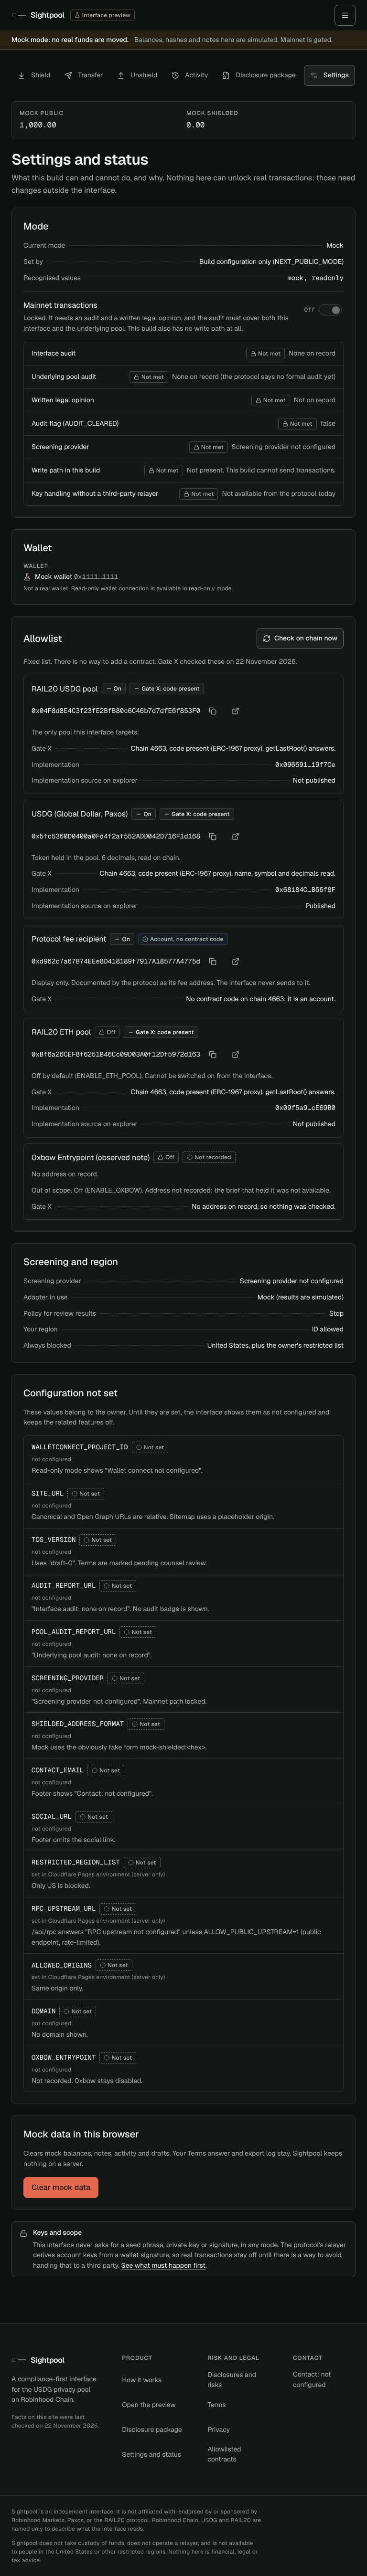 Sightpool Interface preview
Mock mode: no real funds are moved. Balances, hashes and notes here are simulated. Mainnet is gated.
Shield Transfer Unshield Activity Disclosure package Settings
MOCK PUBLIC MOCK SHIELDED
1,000.00 0.00
Settings and status
What this build can and cannot do, and why. Nothing here can unlock real transactions: those need
changes outside the interface.
Mode
Current mode Mock
Set by Build configuration only (NEXT_PUBLIC_MODE)
Recognised values mock, readonly
Mainnet transactions Off
Locked. It needs an audit and a written legal opinion, and the audit must cover both this
interface and the underlying pool. This build also has no write path at all.
Interface audit Not met None on record
Underlying pool audit Not met None on record (the protocol says no formal audit yet)
Written legal opinion Not met Not on record
Audit flag (AUDIT_CLEARED) Not met false
Screening provider Not met Screening provider not configured
Write path in this build Not met Not present. This build cannot send transactions.
Key handling without a third-party relayer Not met Not available from the protocol today
Wallet
WALLET
Mock wallet 0x1111…1111
Not a real wallet. Read-only wallet connection is available in read-only mode.
Allowlist Check on chain now
Fixed list. There is no way to add a contract. Gate X checked these on 22 November 2026.
RAIL20 USDG pool On Gate X: code present
The only pool this interface targets.
Gate X Chain 4663, code present (ERC-1967 proxy). getLastRoot() answers.
Implementation 0x096691…19f7Ce
Implementation source on explorer Not published
USDG (Global Dollar, Paxos) On Gate X: code present
Token held in the pool. 6 decimals, read on chain.
Gate X Chain 4663, code present (ERC-1967 proxy). name, symbol and decimals read.
Implementation 0x68184C…B66f8F
Implementation source on explorer Published
Protocol fee recipient On Account, no contract code
Display only. Documented by the protocol as its fee address. The interface never sends to it.
Gate X No contract code on chain 4663: it is an account.
RAIL20 ETH pool Off Gate X: code present
Off by default (ENABLE_ETH_POOL). Cannot be switched on from the interface.
Gate X Chain 4663, code present (ERC-1967 proxy). getLastRoot() answers.
Implementation 0x09f5a9…cE6980
Implementation source on explorer Not published
Oxbow Entrypoint (observed note) Off Not recorded
No address on record.
Out of scope. Off (ENABLE_OXBOW). Address not recorded: the brief that held it was not available.
Gate X No address on record, so nothing was checked.
Screening and region
Screening provider Screening provider not configured
Adapter in use Mock (results are simulated)
Policy for review results Stop
Your region ID allowed
Always blocked United States, plus the owner's restricted list
Configuration not set
These values belong to the owner. Until they are set, the interface shows them as not configured and
keeps the related features off.
WALLETCONNECT_PROJECT_ID Not set
not configured
Read-only mode shows "Wallet connect not configured".
SITE_URL Not set
not configured
Canonical and Open Graph URLs are relative. Sitemap uses a placeholder origin.
TOS_VERSION Not set
not configured
Uses "draft-0". Terms are marked pending counsel review.
AUDIT_REPORT_URL Not set
not configured
"Interface audit: none on record". No audit badge is shown.
POOL_AUDIT_REPORT_URL Not set
not configured
"Underlying pool audit: none on record".
SCREENING_PROVIDER Not set
not configured
"Screening provider not configured". Mainnet path locked.
SHIELDED_ADDRESS_FORMAT Not set
not configured
Mock uses the obviously fake form mock-shielded:<hex>.
CONTACT_EMAIL Not set
not configured
Footer shows "Contact: not configured".
SOCIAL_URL Not set
not configured
Footer omits the social link.
RESTRICTED_REGION_LIST Not set
set in Cloudflare Pages environment (server only)
Only US is blocked.
RPC_UPSTREAM_URL Not set
set in Cloudflare Pages environment (server only)
/api/rpc answers "RPC upstream not configured" unless ALLOW_PUBLIC_UPSTREAM=1 (public
endpoint, rate-limited).
ALLOWED_ORIGINS Not set
set in Cloudflare Pages environment (server only)
Same origin only.
DOMAIN Not set
not configured
No domain shown.
OXBOW_ENTRYPOINT Not set
not configured
Not recorded. Oxbow stays disabled.
Mock data in this browser
Clears mock balances, notes, activity and drafts. Your Terms answer and export log stay. Sightpool keeps
nothing on a server.
Clear mock data
Keys and scope
This interface never asks for a seed phrase, private key or signature, in any mode. The protocol's relayer
derives account keys from a wallet signature, so real transactions stay off until there is a way to avoid
handing that to a third party. See what must happen first.
Sightpool
A compliance-first interface
for the USDG privacy pool
on Robinhood Chain.
Facts on this site were last
checked on 22 November 2026.
PRODUCT
How it works
Open the preview
Disclosure package
Settings and status
RISK AND LEGAL
Disclosures and
risks
Terms
Privacy
Allowlisted
contracts
CONTACT
Contact: not
configured
Sightpool is an independent interface. It is not affiliated with, endorsed by or sponsored by
Robinhood Markets, Paxos, or the RAIL20 protocol. Robinhood Chain, USDG and RAIL20 are
named only to describe what the interface reads.
Sightpool does not take custody of funds, does not operate a relayer, and is not available
to people in the United States or other restricted regions. Nothing here is financial, legal or
tax advice.